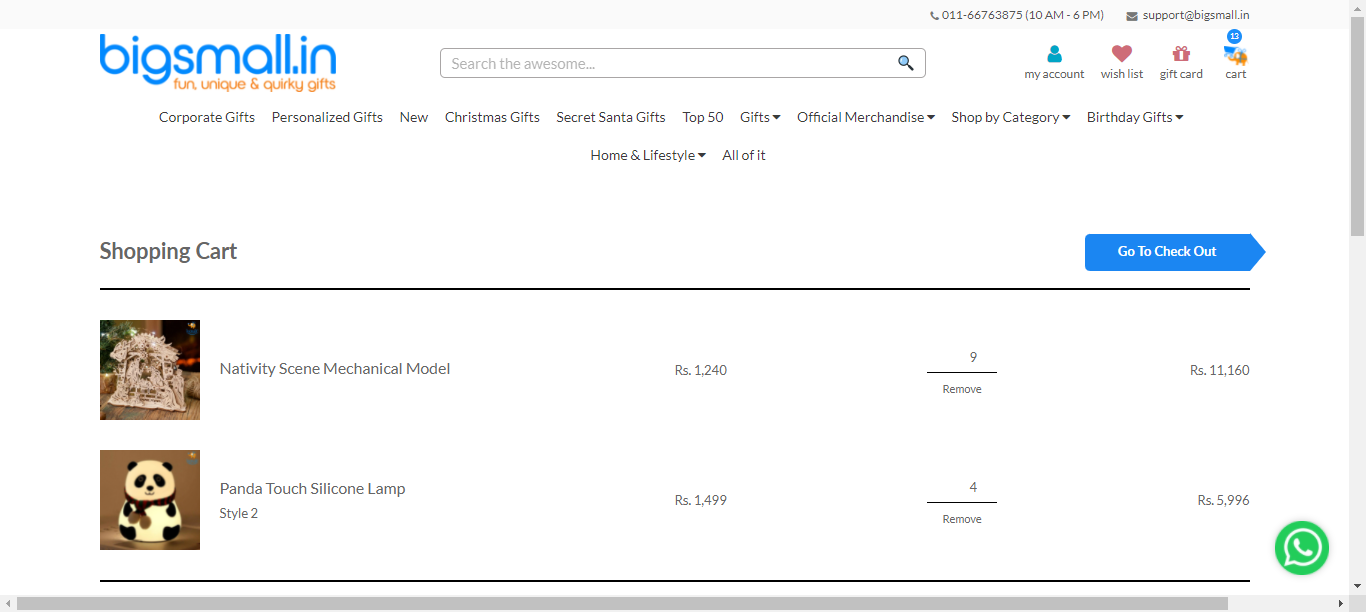 011-66763875 (10 AM - 6 PM) support@bigsmall.in
bigsmall.in
fun, unique & quirky gifts
Search the awesome...
13
my account wish list gift card cart
Corporate Gifts Personalized Gifts New Christmas Gifts Secret Santa Gifts Top 50 Gifts Official Merchandise Shop by Category Birthday Gifts
Home & Lifestyle All of it
Shopping Cart Go To Check Out
Nativity Scene Mechanical Model Rs. 1,240 9 Rs. 11,160
Remove
Panda Touch Silicone Lamp Rs. 1,499 4 Rs. 5,996
Style 2 Remove